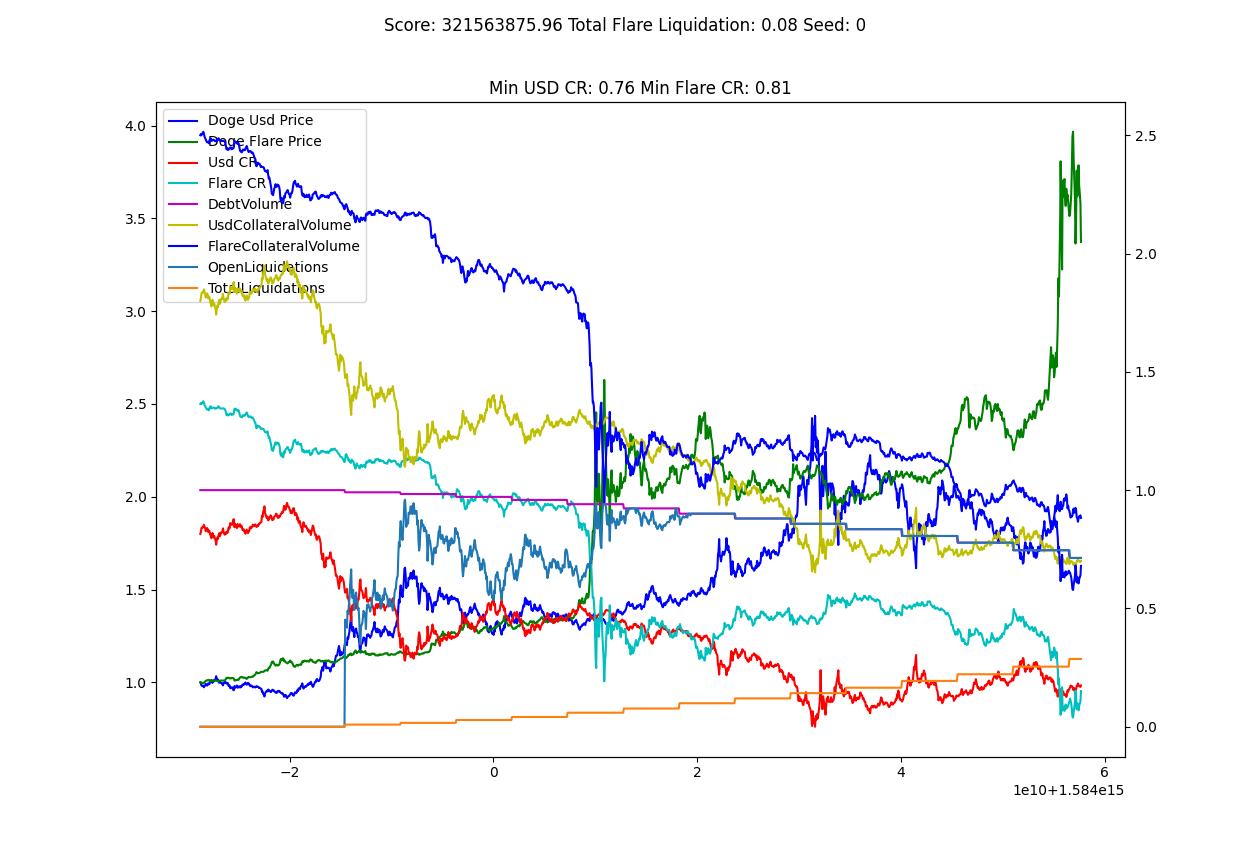 Score: 321563875.96 Total Flare Liquidation: 0.08 Seed: 0
Min USD CR: 0.76 Min Flare CR: 0.81
Doge Usd Price
Doge Flare Price
Usd CR
Flare CR
DebtVolume
UsdCollateralVolume
FlareCollateralVolume
OpenLiquidations
TotalLiquidations
4.0
3.5
3.0
2.5
2.0
1.5
1.0
2.5
2.0
1.5
1.0
0.5
0.0
−2 0 2 4 6
1e10+1.584e15